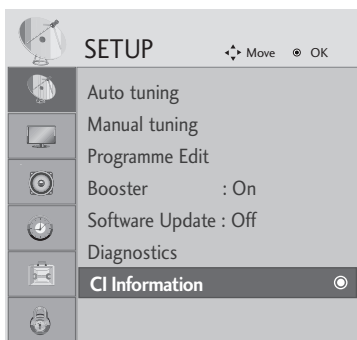 SETUP Move OK
Auto tuning
Manual tuning
Programme Edit
Booster : On
Software Update : Off
Diagnostics
CI Information